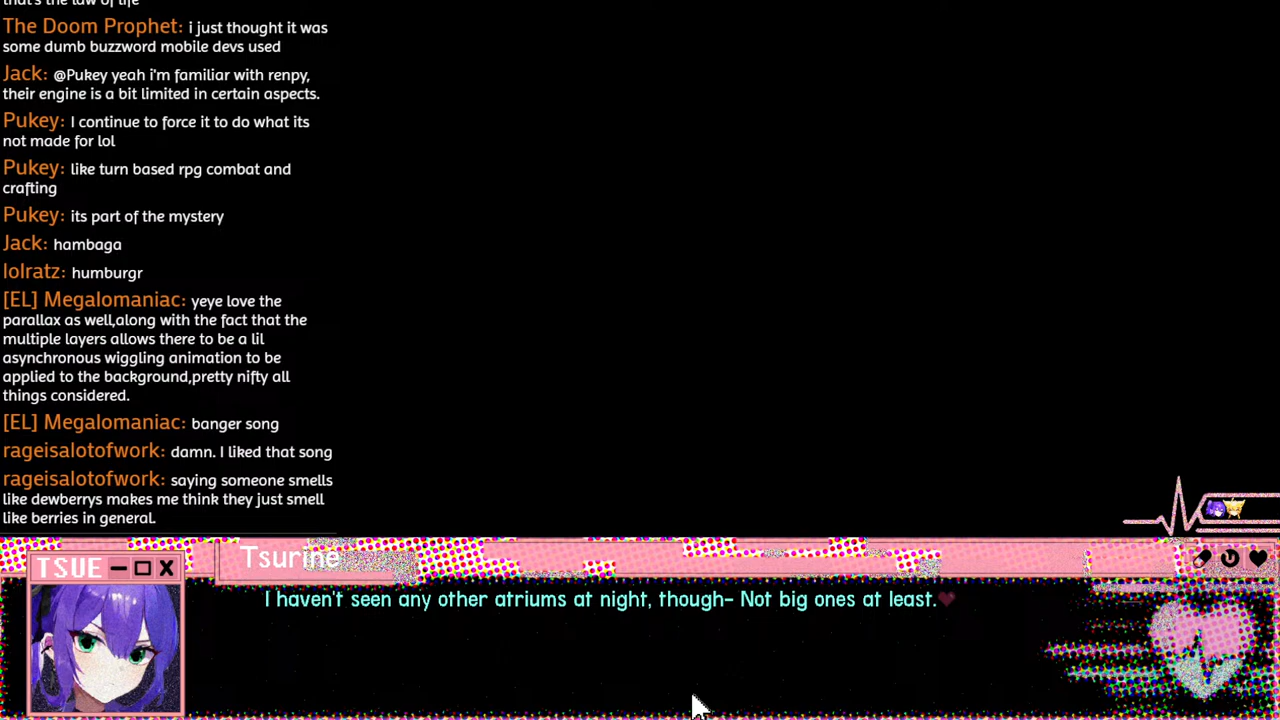 that's the law of life
The Doom Prophet: i just thought it was
some dumb buzzword mobile devs used
Jack: @Pukey yeah i'm familiar with renpy,
their engine is a bit limited in certain aspects.
Pukey: I continue to force it to do what its
not made for lol
Pukey: like turn based rpg combat and
crafting
Pukey: its part of the mystery
Jack: hambaga
lolratz: humburgr
[EL] Megalomaniac: yeye love the
parallax as well,along with the fact that the
multiple layers allows there to be a lil
asynchronous wiggling animation to be
applied to the background,pretty nifty all
things considered.
[EL] Megalomaniac: banger song
rageisalotofwork: damn. I liked that song
rageisalotofwork: saying someone smells
like dewberrys makes me think they just smell
like berries in general.
TSUE
Tsurine
I haven't seen any other atriums at night, though– Not big ones at least.